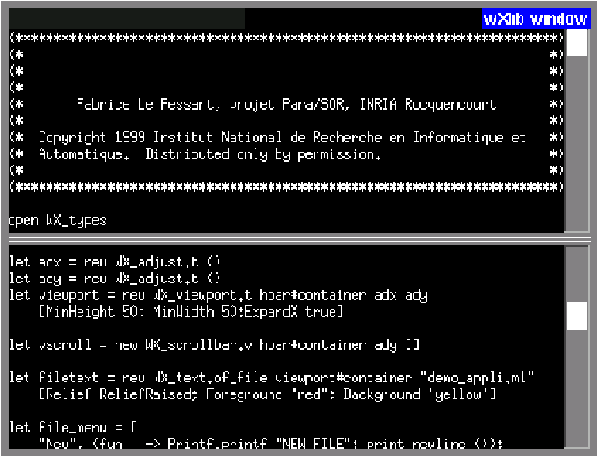 wXlib window
(***********************************************************************)
(* *)
(* *)
(* *)
(* Fabrice Le Fessant, projet Para/SOR, INRIA Rocquencourt *)
(* *)
(* Copyright 1999 Institut National de Recherche en Informatique et *)
(* Automatique. Distributed only by permission. *)
(* *)
(***********************************************************************)
open WX_types
let adx = new WX_adjust.t ()
let ady = new WX_adjust.t ()
let viewport = new WX_viewport.t hbar#container adx ady
[MinHeight 50; MinWidth 50;ExpandX true]
let vscroll = new WX_scrollbar.v hbar#container ady []
let filetext = new WX_text.of_file viewport#container "demo_appli.ml"
[Relief ReliefRaised; Foreground "red"; Background "yellow"]
let file_menu = [
"New", (fun _ -> Printf.printf "NEW FILE"; print_newline ());